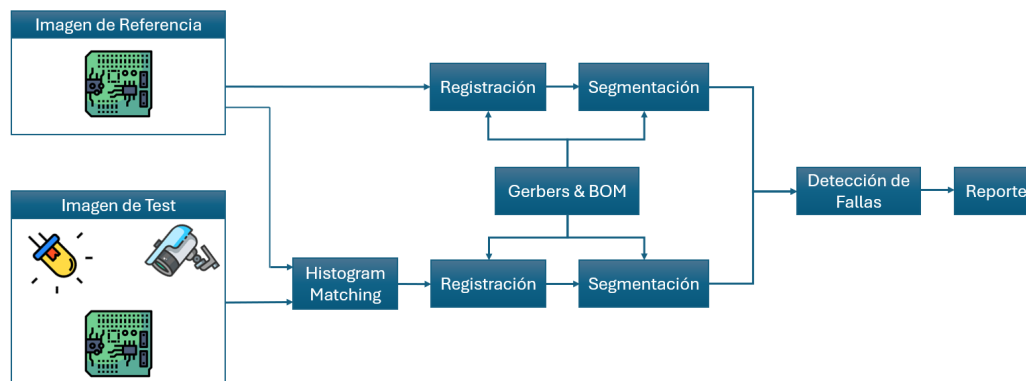 Imagen de Referencia
Registración
Segmentación
Gerbers & BOM
Detección de
Fallas
Reporte
Imagen de Test
Histogram
Matching
Registración
Segmentación